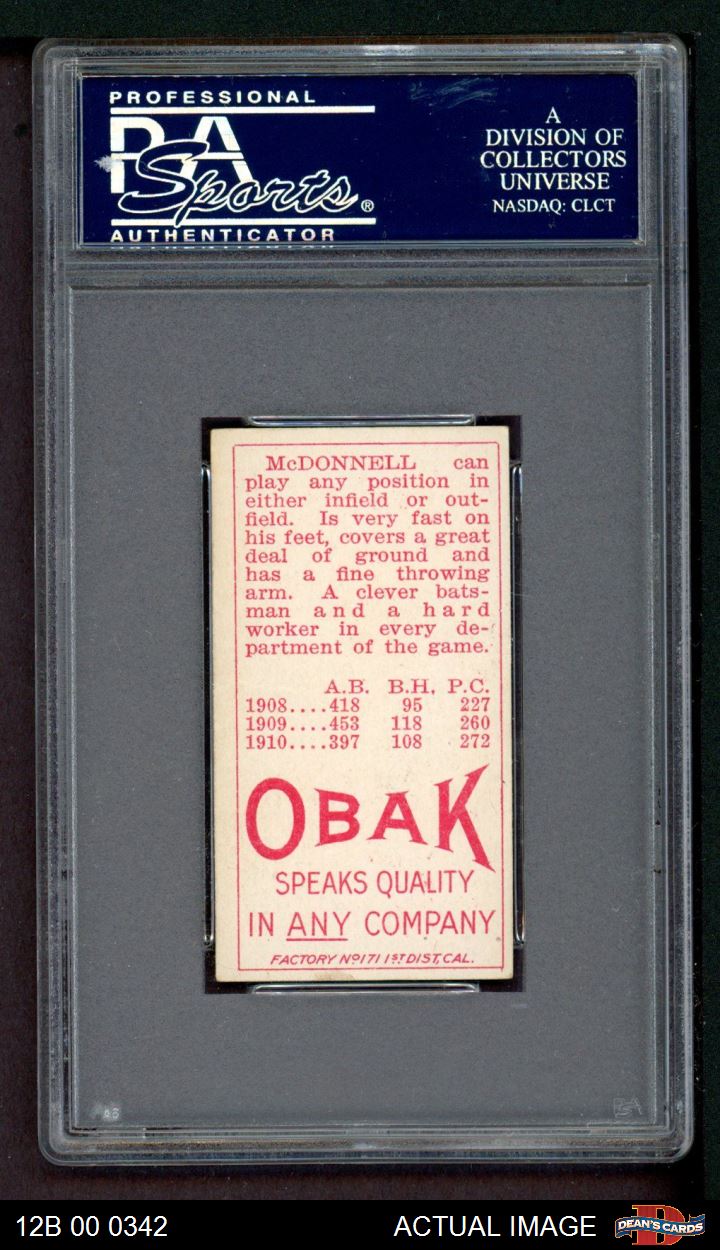 PROFESSIONAL
PSA
Sports®
AUTHENTICATOR
A
DIVISION OF
COLLECTORS
UNIVERSE
NASDAQ: CLCT
McDONNELL can
play any position in
either infield or out-
field. Is very fast on
his feet, covers a great
deal of ground and
has a fine throwing
arm. A clever bats-
man and a hard
worker in every de-
partment of the game.
A.B. B.H. P.C.
1908....418 95 227
1909....453 118 260
1910....397 108 272
OBAK
SPEAKS QUALITY
IN ANY COMPANY
FACTORY Nº 171 1ST DIST, CAL.
PSA
12B 00 0342
ACTUAL IMAGE
D
DEAN'S CARDS